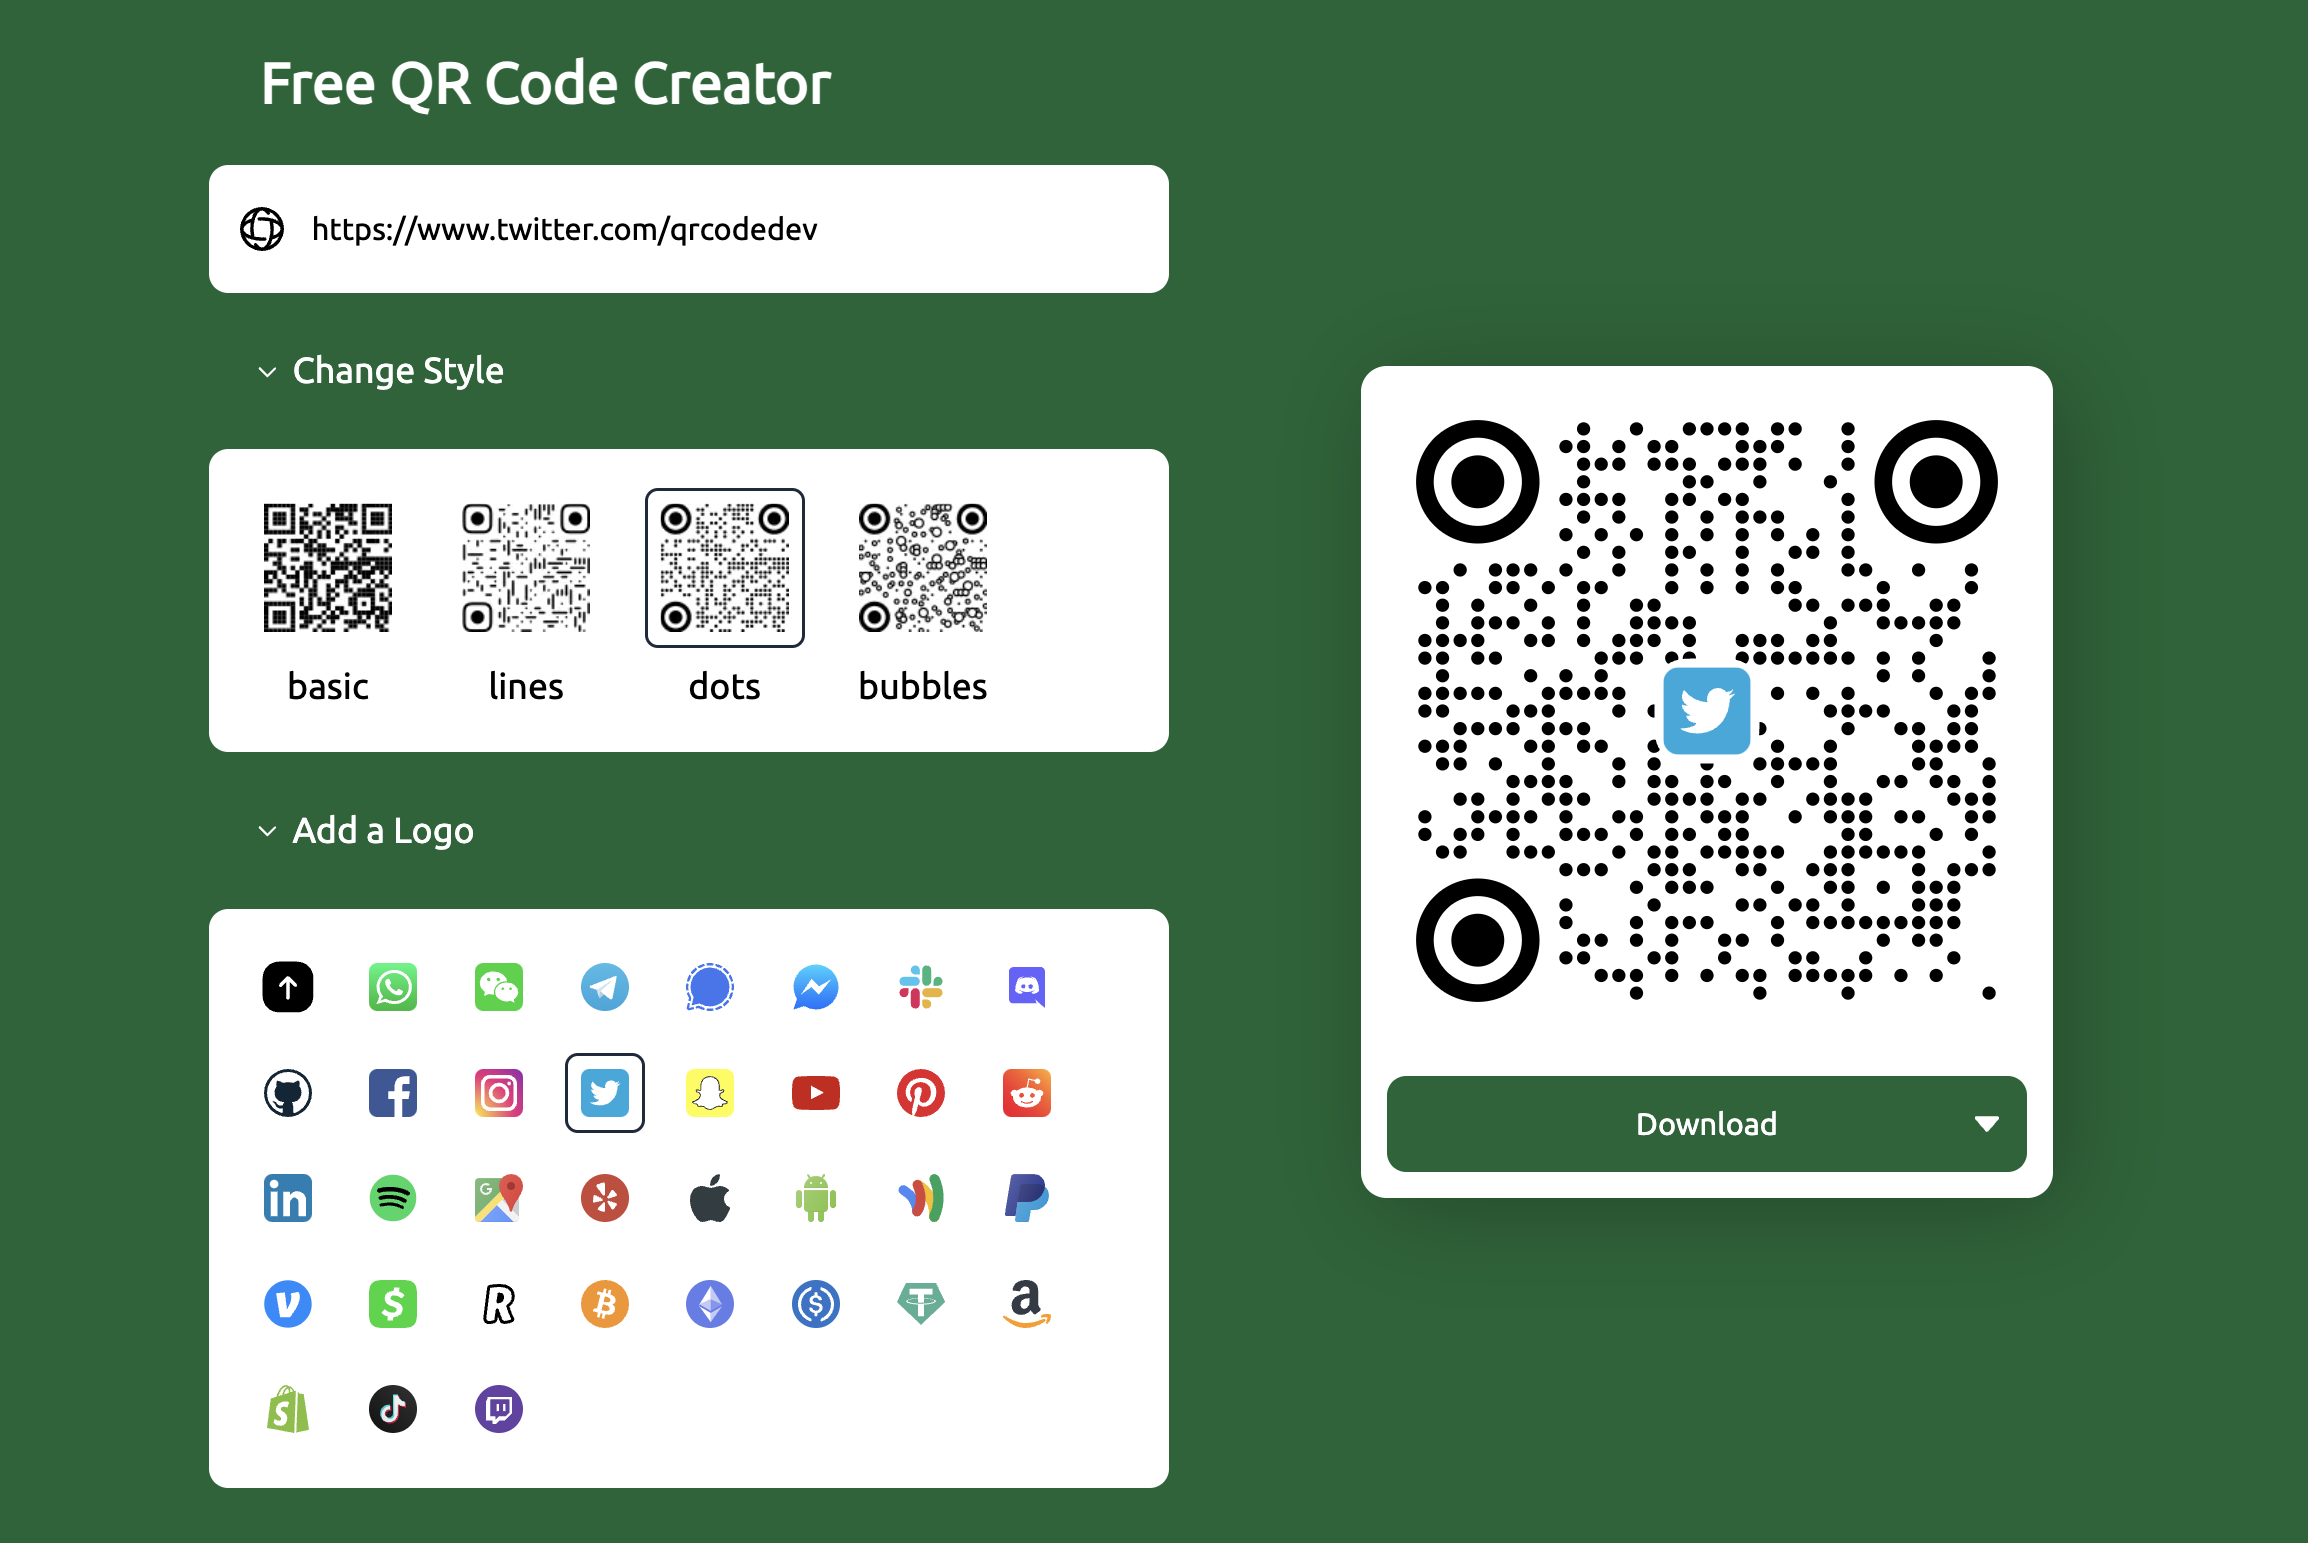 Free QR Code Creator
https://www.twitter.com/qrcodedev
Change Style
basic
lines
dots
bubbles
Add a Logo
Download